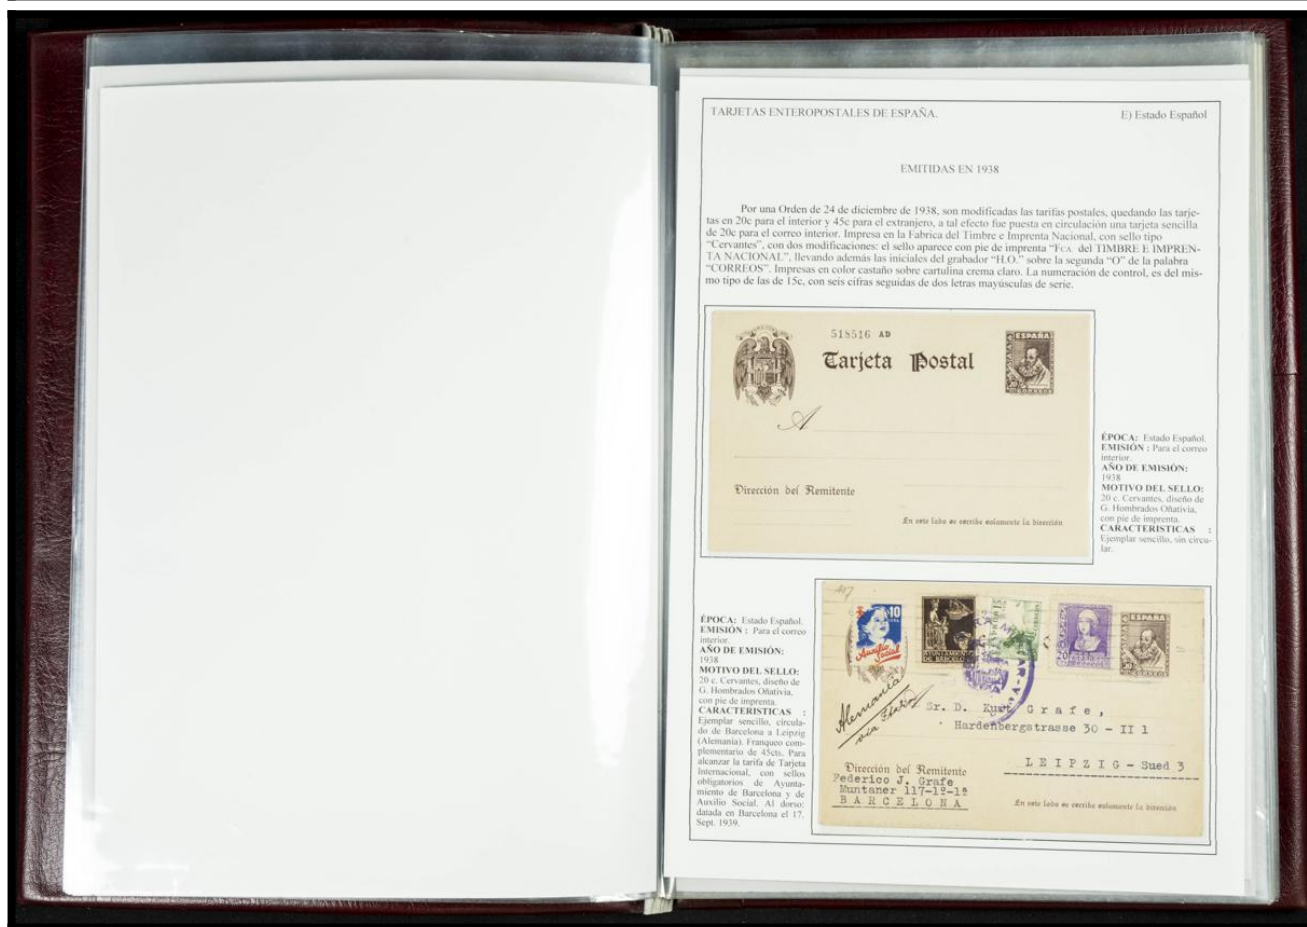 TARJETAS ENTEROPOSTALES DE ESPAÑA.
E) Estado Español
EMITIDAS EN 1938
Por una Orden de 24 de diciembre de 1938, son modificadas las tarifas postales, quedando las tarje-
tas en 20c para el interior y 45c para el extranjero, a tal efecto fue puesta en circulación una tarjeta sencilla
de 20c para el correo interior. Impresa en la Fabrica del Timbre e Imprenta Nacional, con sello tipo
“Cervantes”, con dos modificaciones: el sello aparece con pie de imprenta “FCA. del TIMBRE E IMPREN-
TA NACIONAL”, llevando además las iniciales del grabador “H.O.” sobre la segunda “O” de la palabra
“CORREOS”. Impresas en color castaño sobre cartulina crema claro. La numeración de control, es del mis-
mo tipo de las de 15c, con seis cifras seguidas de dos letras mayúsculas de serie.
518516 AD
Tarjeta Postal
ESPAÑA
CORREOS
A
Dirección del Remitente
En este lado se escribe solamente la dirección
ÉPOCA: Estado Español.
EMISIÓN : Para el correo
interior.
AÑO DE EMISIÓN:
1938
MOTIVO DEL SELLO:
20 c. Cervantes, diseño de
G. Hombrados Oñativia,
con pie de imprenta.
CARACTERISTICAS :
Ejemplar sencillo, sin circu-
lar.
ÉPOCA: Estado Español.
EMISIÓN : Para el correo
interior.
AÑO DE EMISIÓN:
1938
MOTIVO DEL SELLO:
20 c. Cervantes, diseño de
G. Hombrados Oñativia,
con pie de imprenta.
CARACTERISTICAS :
Ejemplar sencillo, circula-
do de Barcelona a Leipzig
(Alemania). Franqueo com-
plementario de 45cts. Para
alcanzar la tarifa de Tarjeta
Internacional, con sellos
obligatorios de Ayunta-
miento de Barcelona y de
Auxilio Social. Al dorso:
datada en Barcelona el 17.
Sept. 1939.
10
Auxilio
Social
AYUNTAMIENTO
DE BARCELONA
20
ESPAÑA
Alemania
via Italia
Sr. D. Kurt Grafe,
Hardenbergstrasse 30 - II 1
LEIPZIG - Sued 3
Dirección del Remitente
Federico J. Grafe
Muntaner 117-1º-1ª
BARCELONA
En este lado se escribe solamente la dirección